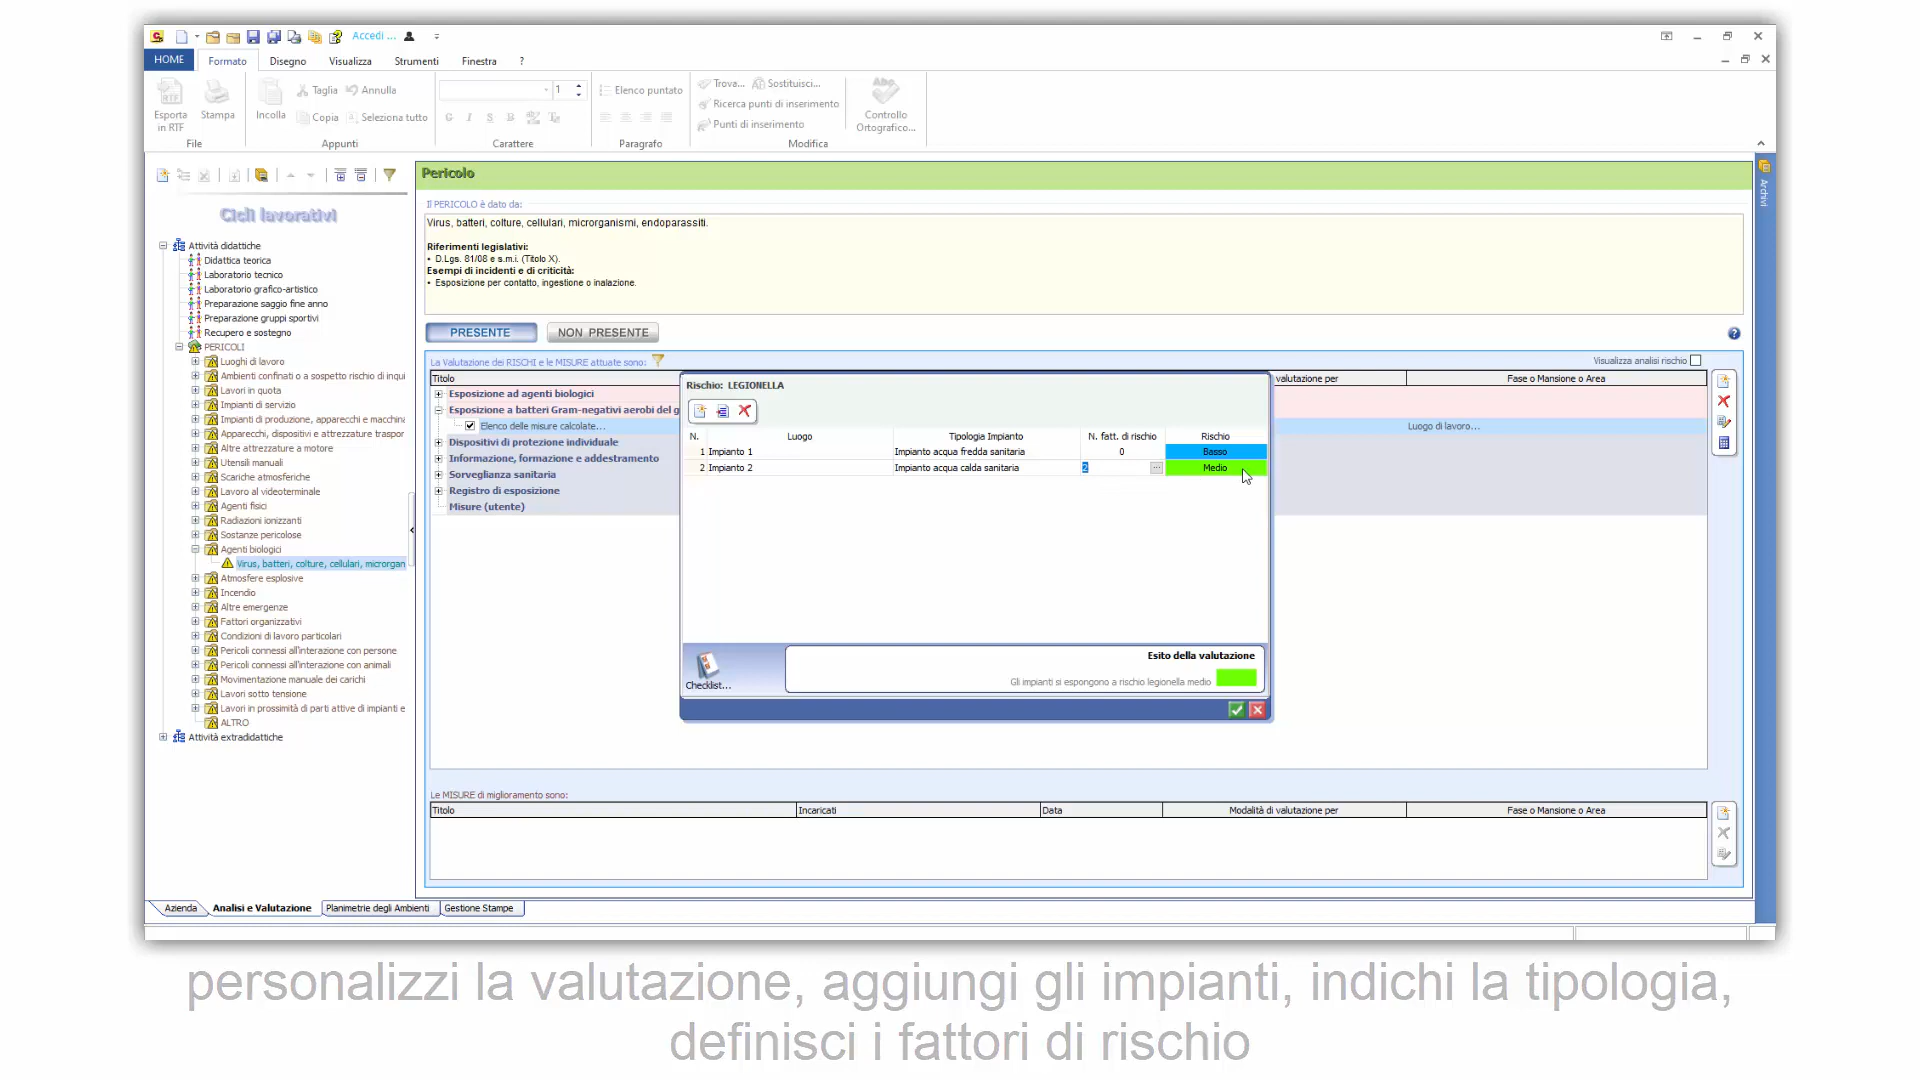 Accedi ...
HOME
Formato
Disegno
Visualizza
Strumenti
Finestra
?
Esporta in RTF
Stampa
File
Incolla
Taglia
Annulla
Copia
Seleziona tutto
Appunti
1
G I S B
Carattere
Elenco puntato
Paragrafo
Trova...
Sostituisci...
Ricerca punti di inserimento
Punti di inserimento
Modifica
Abc
Controllo Ortografico...
Cicli lavorativi
Attività didattiche
Didattica teorica
Laboratorio tecnico
Laboratorio grafico-artistico
Preparazione saggio fine anno
Preparazione gruppi sportivi
Recupero e sostegno
PERICOLI
Luoghi di lavoro
Ambienti confinati o a sospetto rischio di inqui
Lavori in quota
Impianti di servizio
Impianti di produzione, apparecchi e macchina
Apparecchi, dispositivi e attrezzature traspor
Altre attrezzature a motore
Utensili manuali
Scariche atmosferiche
Lavoro al videoterminale
Agenti fisici
Radiazioni ionizzanti
Sostanze pericolose
Agenti biologici
Virus, batteri, colture, cellulari, microrgan
Atmosfere esplosive
Incendio
Altre emergenze
Fattori organizzativi
Condizioni di lavoro particolari
Pericoli connessi all'interazione con persone
Pericoli connessi all'interazione con animali
Movimentazione manuale dei carichi
Lavori sotto tensione
Lavori in prossimità di parti attive di impianti e
ALTRO
Attività extradidattiche
Pericolo
Il PERICOLO è dato da:
Virus, batteri, colture, cellulari, microrganismi, endoparassiti.
Riferimenti legislativi:
• D.Lgs. 81/08 e s.m.i. (Titolo X).
Esempi di incidenti e di criticità:
• Esposizione per contatto, ingestione o inalazione.
PRESENTE
NON PRESENTE
La Valutazione dei RISCHI e le MISURE attuate sono:
Visualizza analisi rischio
Titolo
valutazione per
Fase o Mansione o Area
Esposizione ad agenti biologici
Esposizione a batteri Gram-negativi aerobi del g
Elenco delle misure calcolate...
Luogo di lavoro...
Dispositivi di protezione individuale
Informazione, formazione e addestramento
Sorveglianza sanitaria
Registro di esposizione
Misure (utente)
Rischio: LEGIONELLA
N.
Luogo
Tipologia Impianto
N. fatt. di rischio
Rischio
1 Impianto 1
Impianto acqua fredda sanitaria
0
Basso
2 Impianto 2
Impianto acqua calda sanitaria
2
...
Medio
Checklist...
Esito della valutazione
Gli impianti si espongono a rischio legionella medio
Le MISURE di miglioramento sono:
Titolo
Incaricati
Data
Modalità di valutazione per
Fase o Mansione o Area
Archivi
Azienda
Analisi e Valutazione
Planimetrie degli Ambienti
Gestione Stampe
personalizzi la valutazione, aggiungi gli impianti, indichi la tipologia,
definisci i fattori di rischio